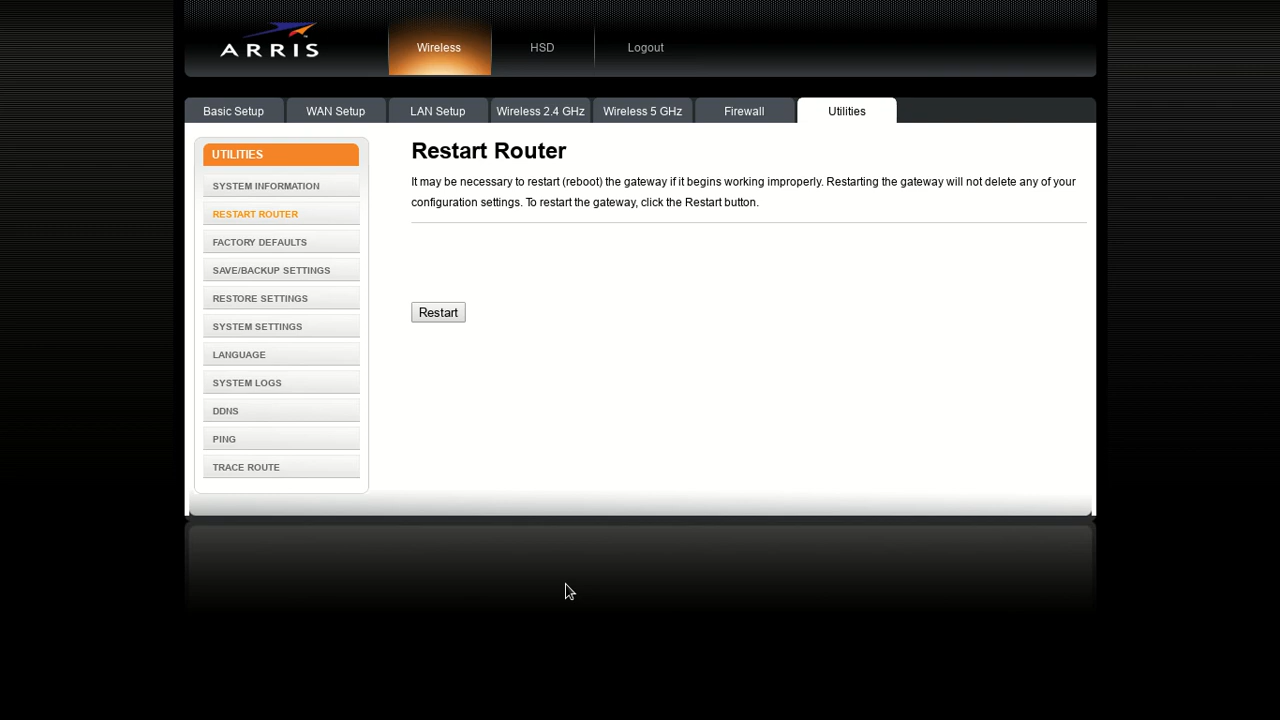 ARRIS
Wireless
HSD
Logout
Basic Setup
WAN Setup
LAN Setup
Wireless 2.4 GHz
Wireless 5 GHz
Firewall
Utilities
UTILITIES
SYSTEM INFORMATION
RESTART ROUTER
FACTORY DEFAULTS
SAVE/BACKUP SETTINGS
RESTORE SETTINGS
SYSTEM SETTINGS
LANGUAGE
SYSTEM LOGS
DDNS
PING
TRACE ROUTE
Restart Router
It may be necessary to restart (reboot) the gateway if it begins working improperly. Restarting the gateway will not delete any of your
configuration settings. To restart the gateway, click the Restart button.
Restart